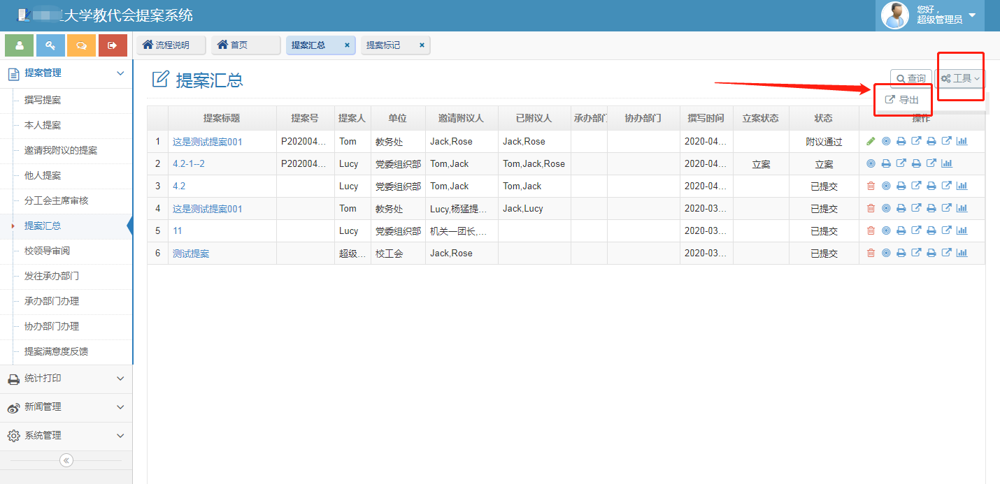 大学教代会提案系统
您好，
超级管理员
流程说明
首页
提案汇总 ×
提案标记 ×
提案管理
撰写提案
本人提案
邀请我附议的提案
他人提案
分工会主席审核
提案汇总
校领导审阅
发往承办部门
承办部门办理
协办部门办理
提案满意度反馈
统计打印
新闻管理
系统管理
提案汇总
查询
工具
导出
提案标题 提案号 提案人 单位 邀请附议人 已附议人 承办部门 协办部门 撰写时间 立案状态 状态 操作
1 这是测试提案001 P202004... Tom 教务处 Jack,Rose Jack,Rose 2020-04... 附议通过
2 4.2-1--2 P202004... Lucy 党委组织部 Tom,Jack Tom,Jack,Rose 2020-04... 立案 立案
3 4.2 Lucy 党委组织部 Tom,Jack Tom,Jack 2020-04... 已提交
4 这是测试提案001 Tom 教务处 Lucy,杨猛提... Jack,Lucy 2020-03... 已提交
5 11 Lucy 党委组织部 机关一团长,... 2020-03... 已提交
6 测试提案 超级... 校工会 Jack,Rose 2020-03... 已提交